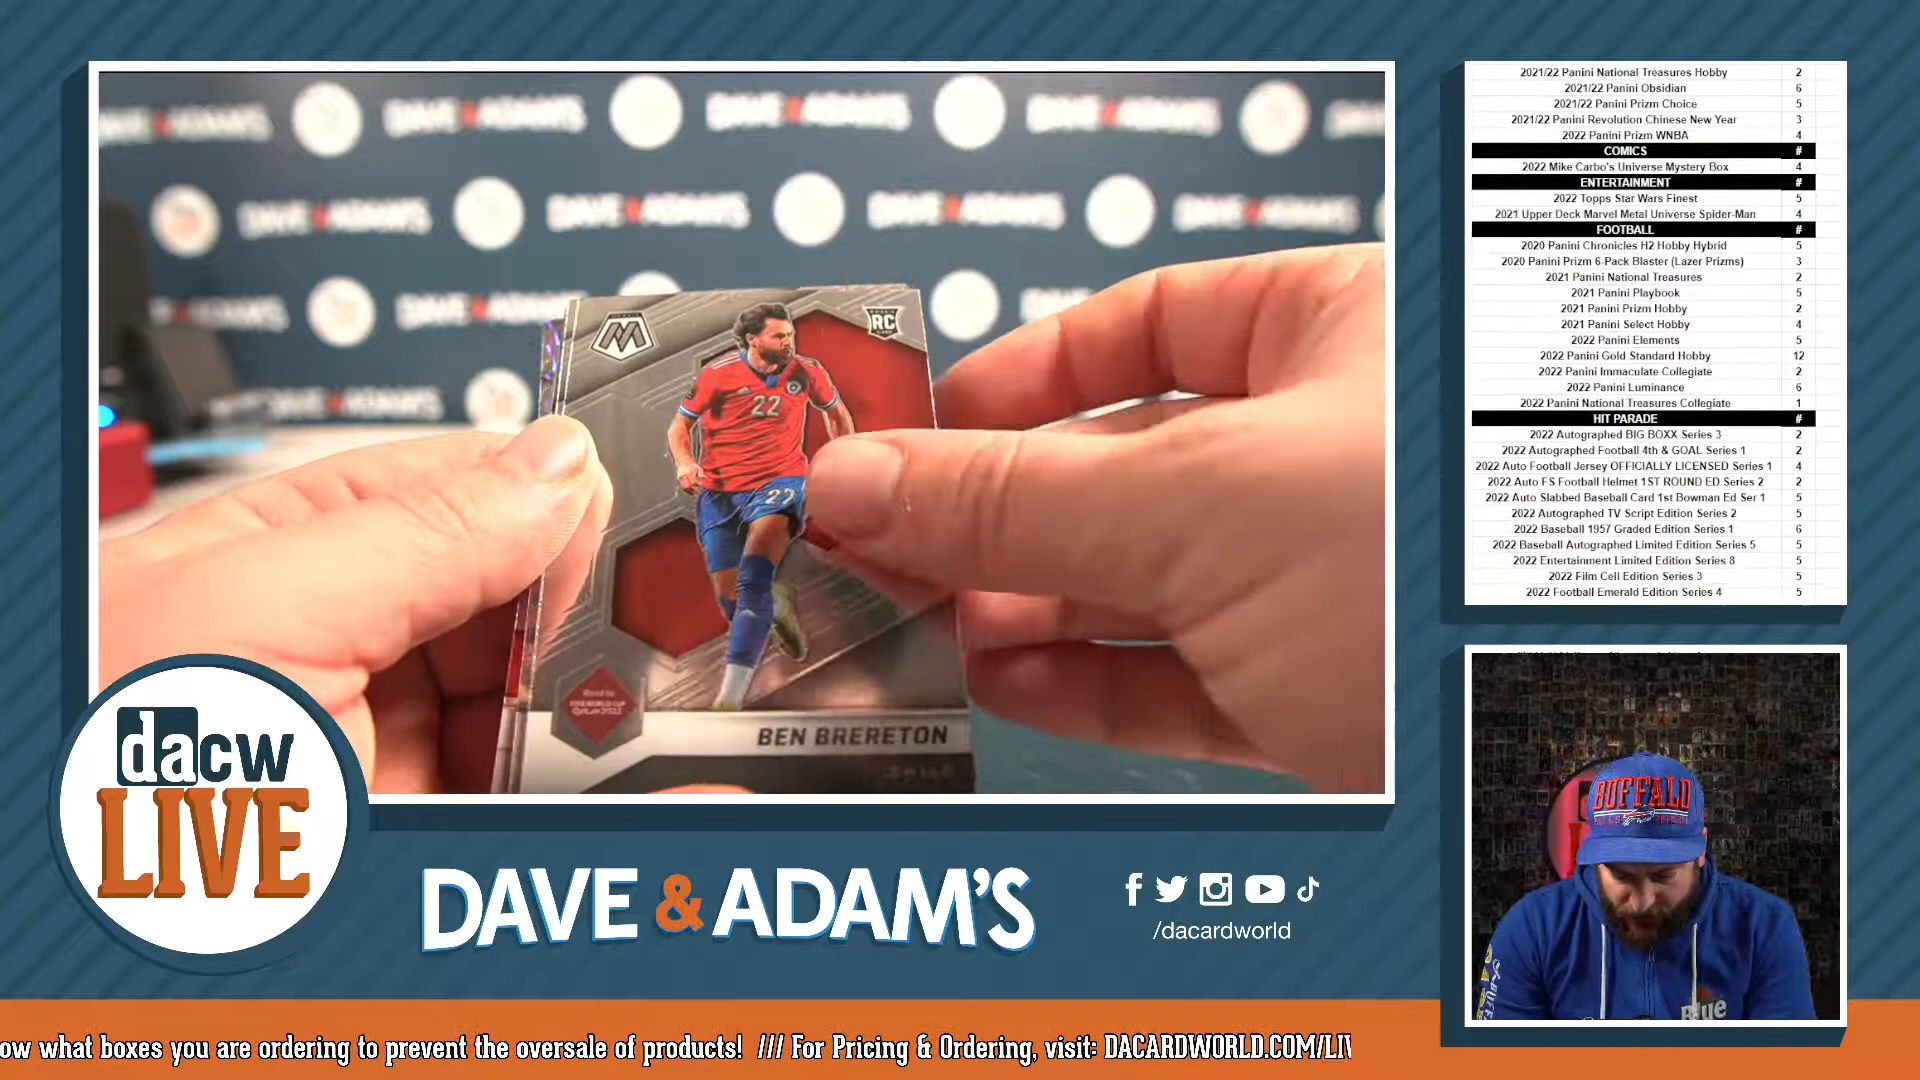 DAVE & ADAM'S
RC
22
22
Road to
FIFA WORLD CUP
Qatar 2022
BEN BRERETON
CHILE
2021/22 Panini National Treasures Hobby 2
2021/22 Panini Obsidian 6
2021/22 Panini Prizm Choice 5
2021/22 Panini Revolution Chinese New Year 3
2022 Panini Prizm WNBA 4
COMICS #
2022 Mike Carbo's Universe Mystery Box 4
ENTERTAINMENT #
2022 Topps Star Wars Finest 5
2021 Upper Deck Marvel Metal Universe Spider-Man 4
FOOTBALL #
2020 Panini Chronicles H2 Hobby Hybrid 5
2020 Panini Prizm 6-Pack Blaster (Lazer Prizms) 3
2021 Panini National Treasures 2
2021 Panini Playbook 5
2021 Panini Prizm Hobby 2
2021 Panini Select Hobby 4
2022 Panini Elements 5
2022 Panini Gold Standard Hobby 12
2022 Panini Immaculate Collegiate 2
2022 Panini Luminance 6
2022 Panini National Treasures Collegiate 1
HIT PARADE #
2022 Autographed BIG BOXX Series 3 2
2022 Autographed Football 4th & GOAL Series 1 2
2022 Auto Football Jersey OFFICIALLY LICENSED Series 1 4
2022 Auto FS Football Helmet 1ST ROUND ED Series 2 2
2022 Auto Slabbed Baseball Card 1st Bowman Ed Ser 1 5
2022 Autographed TV Script Edition Series 2 5
2022 Baseball 1957 Graded Edition Series 1 6
2022 Baseball Autographed Limited Edition Series 5 5
2022 Entertainment Limited Edition Series 8 5
2022 Film Cell Edition Series 3 5
2022 Football Emerald Edition Series 4 5
BUFFALO
Blue
dacw
LIVE
DAVE & ADAM'S
/dacardworld
ow what boxes you are ordering to prevent the oversale of products! /// For Pricing & Ordering, visit: DACARDWORLD.COM/LIV